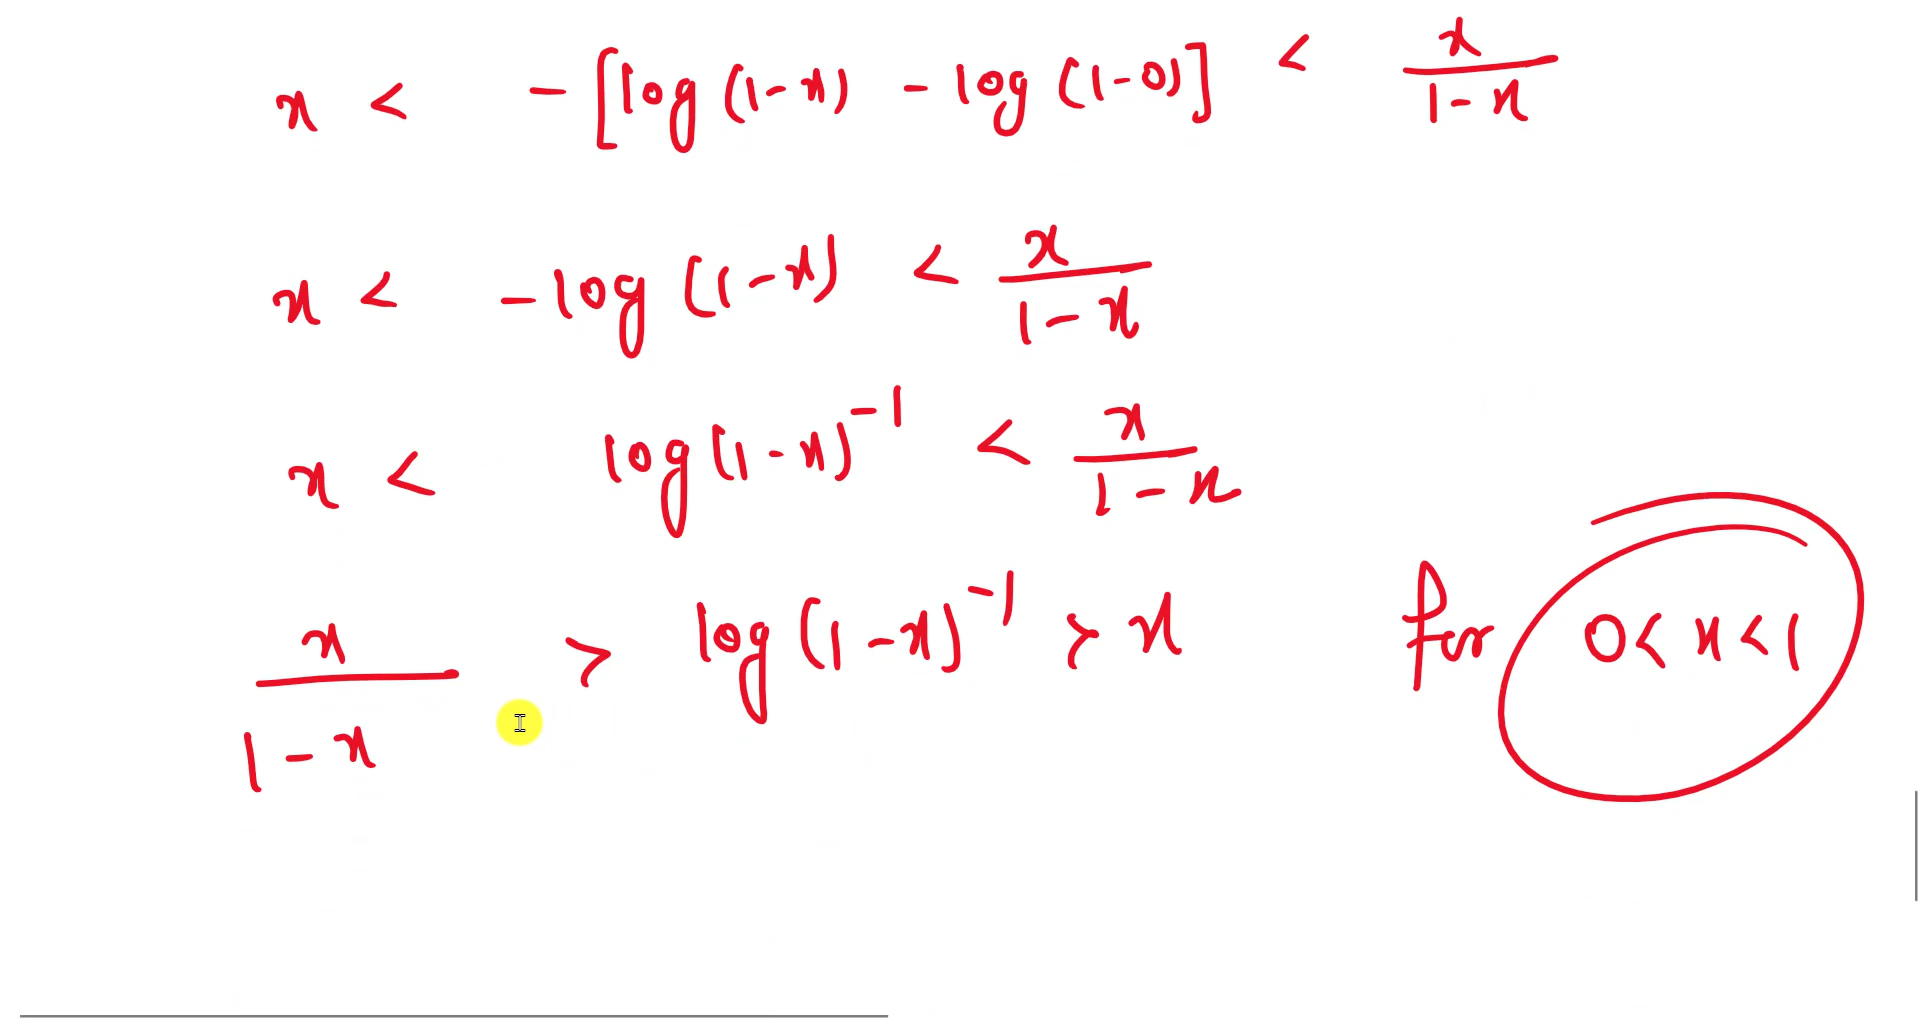 x < -[log (1-x) - log (1-0)] < x/(1-x)
x < -log (1-x) < x/(1-x)
x < log(1-x)^-1 < x/(1-x)
x/(1-x) > log(1-x)^-1 > x for 0<x<1